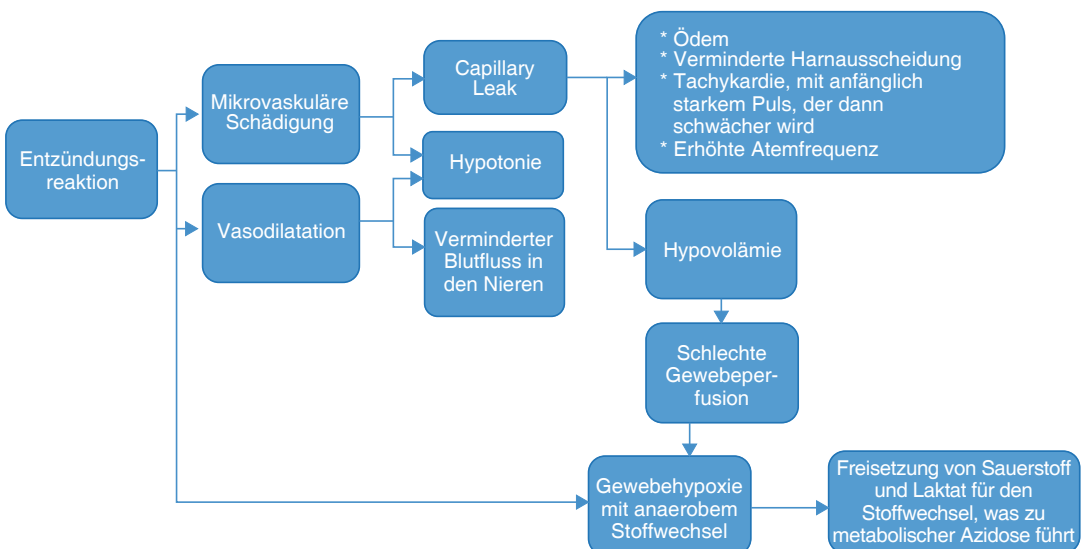 Entzündungs-
reaktion
Mikrovaskuläre
Schädigung
Vasodilatation
Capillary
Leak
Hypotonie
Verminderter
Blutfluss in
den Nieren
* Ödem
* Verminderte Harnausscheidung
* Tachykardie, mit anfänglich
starkem Puls, der dann
schwächer wird
* Erhöhte Atemfrequenz
Hypovolämie
Schlechte
Gewebeper-
fusion
Gewebehypoxie
mit anaerobem
Stoffwechsel
Freisetzung von Sauerstoff
und Laktat für den
Stoffwechsel, was zu
metabolischer Azidose führt